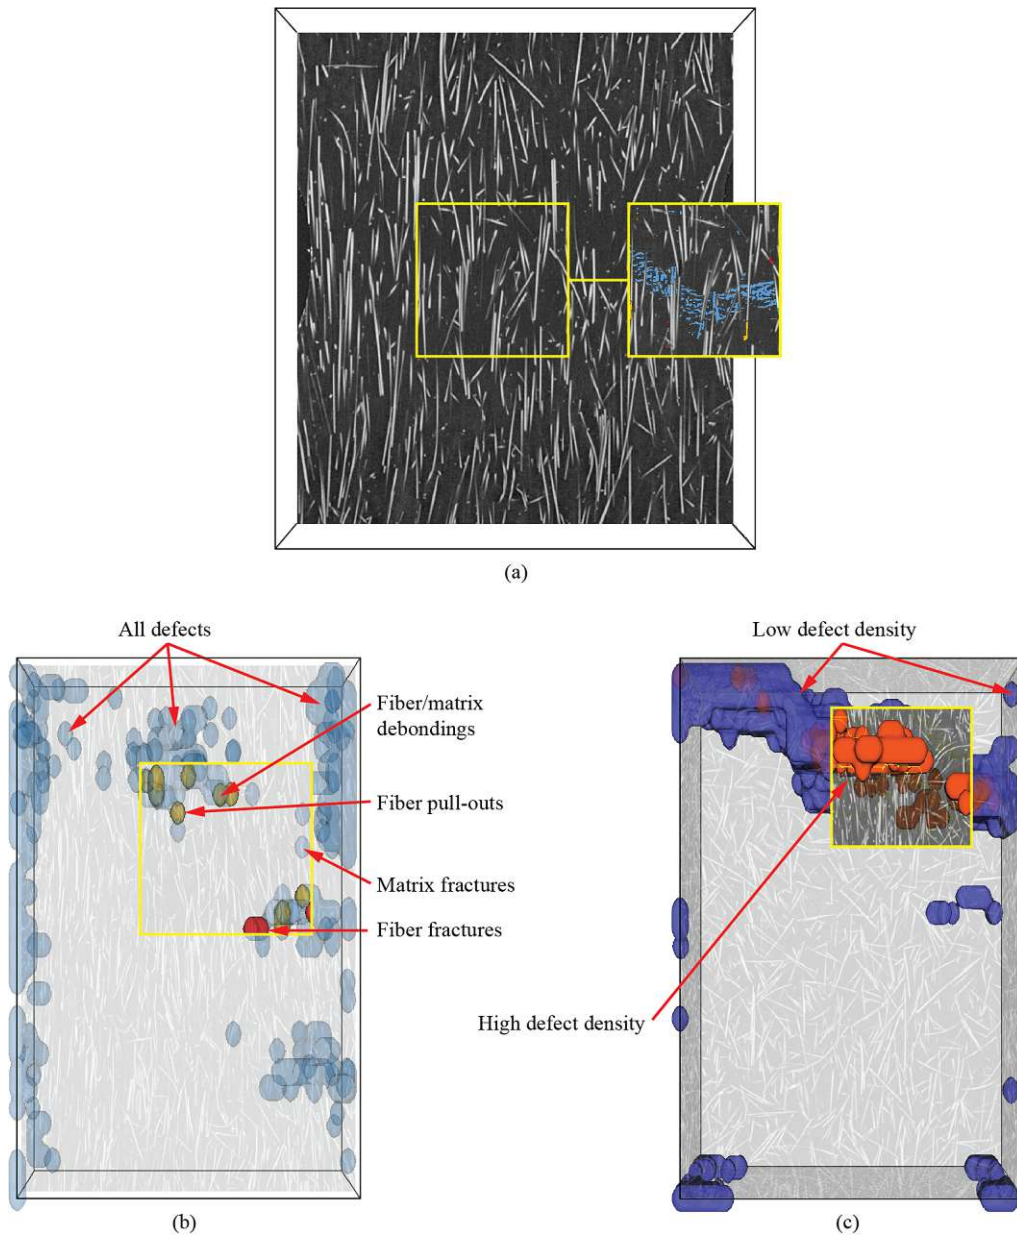 (a)
All defects
Fiber/matrix
debondings
Fiber pull-outs
Matrix fractures
Fiber fractures
(b)
Low defect density
High defect density
(c)